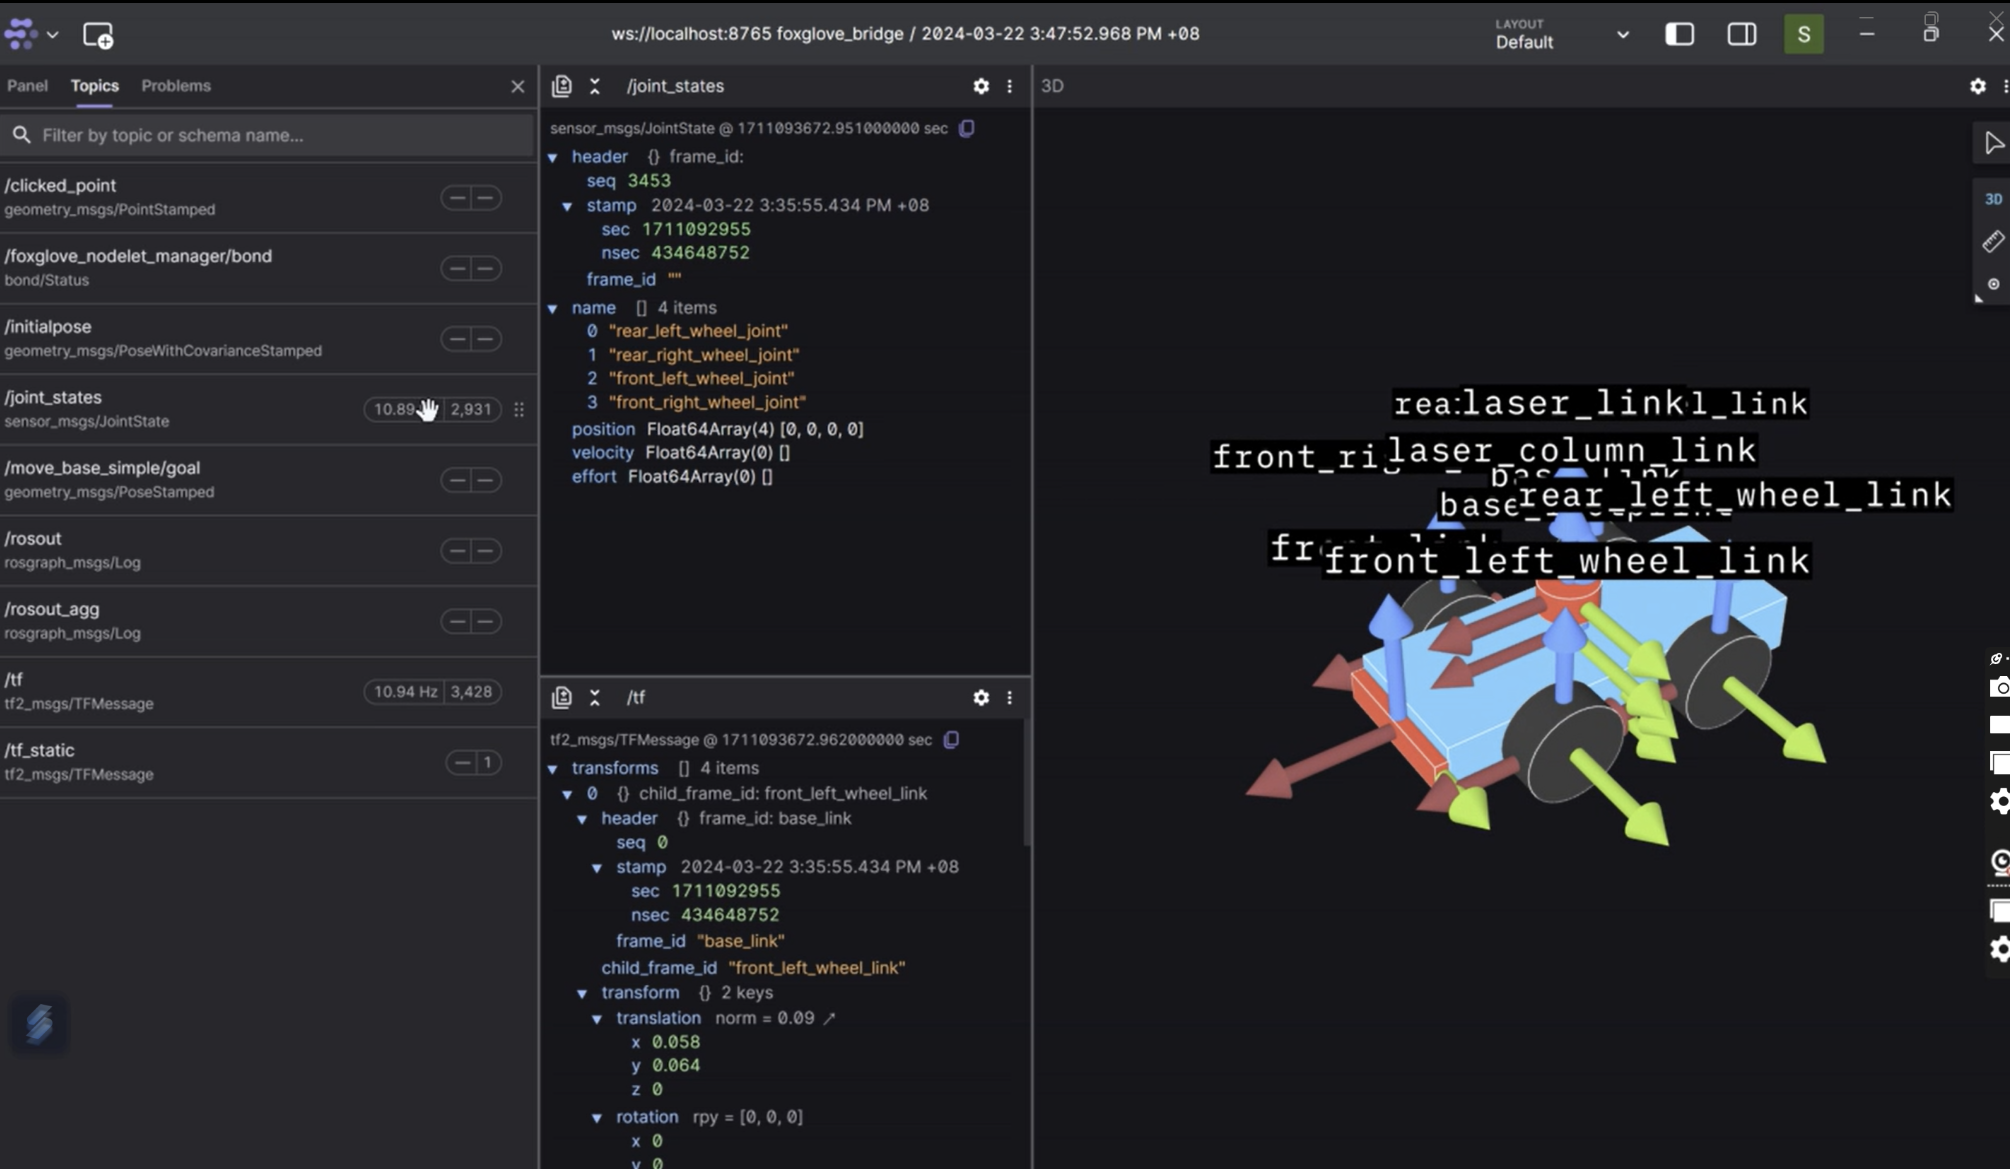 ws://localhost:8765 foxglove_bridge / 2024-03-22 3:47:52.968 PM +08
LAYOUT
Default
S
Panel Topics Problems
Filter by topic or schema name...
/clicked_point
geometry_msgs/PointStamped
/foxglove_nodelet_manager/bond
bond/Status
/initialpose
geometry_msgs/PoseWithCovarianceStamped
/joint_states
sensor_msgs/JointState
10.89 2,931
/move_base_simple/goal
geometry_msgs/PoseStamped
/rosout
rosgraph_msgs/Log
/rosout_agg
rosgraph_msgs/Log
/tf
tf2_msgs/TFMessage
10.94 Hz 3,428
/tf_static
tf2_msgs/TFMessage
— 1
/joint_states
sensor_msgs/JointState @ 1711093672.951000000 sec
header {} frame_id:
seq 3453
stamp 2024-03-22 3:35:55.434 PM +08
sec 1711092955
nsec 434648752
frame_id ""
name [] 4 items
0 "rear_left_wheel_joint"
1 "rear_right_wheel_joint"
2 "front_left_wheel_joint"
3 "front_right_wheel_joint"
position Float64Array(4) [0, 0, 0, 0]
velocity Float64Array(0) []
effort Float64Array(0) []
/tf
tf2_msgs/TFMessage @ 1711093672.962000000 sec
transforms [] 4 items
0 {} child_frame_id: front_left_wheel_link
header {} frame_id: base_link
seq 0
stamp 2024-03-22 3:35:55.434 PM +08
sec 1711092955
nsec 434648752
frame_id "base_link"
child_frame_id "front_left_wheel_link"
transform {} 2 keys
translation norm = 0.09
x 0.058
y 0.064
z 0
rotation rpy = [0, 0, 0]
x 0
3D
3D
laser_link
laser_column_link
rear_left_wheel_link
front_left_wheel_link